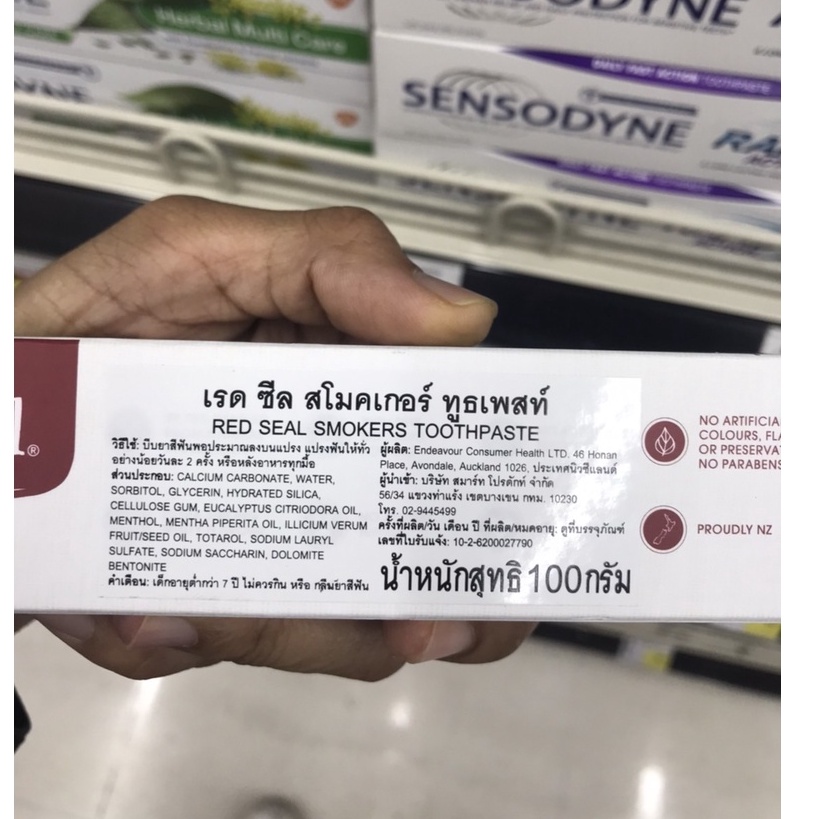 Herbal Multi Care
SENSODYNE
DAILY FAST ACTION TOOTHPASTE
SENSODYNE
®
เรด ซีล สโมคเกอร์ ทูธเพสท์
RED SEAL SMOKERS TOOTHPASTE
วิธีใช้: บีบยาสีฟันพอประมาณลงบนแปรง แปรงฟันให้ทั่ว
อย่างน้อยวันละ 2 ครั้ง หรือหลังอาหารทุกมื้อ
ส่วนประกอบ: CALCIUM CARBONATE, WATER,
SORBITOL, GLYCERIN, HYDRATED SILICA,
CELLULOSE GUM, EUCALYPTUS CITRIODORA OIL,
MENTHOL, MENTHA PIPERITA OIL, ILLICIUM VERUM
FRUIT/SEED OIL, TOTAROL, SODIUM LAURYL
SULFATE, SODIUM SACCHARIN, DOLOMITE
BENTONITE
คำเตือน: เด็กอายุต่ำกว่า 7 ปี ไม่ควรกิน หรือ กลืนยาสีฟัน
ผู้ผลิต: Endeavour Consumer Health LTD. 46 Honan
Place, Avondale, Auckland 1026, ประเทศนิวซีแลนด์
ผู้นำเข้า: บริษัท สมาร์ท โปรดักท์ จำกัด
56/34 แขวงท่าแร้ง เขตบางเขน กทม. 10230
โทร. 02-9445499
ครั้งที่ผลิต/วัน เดือน ปี ที่ผลิต/หมดอายุ: ดูที่บรรจุภัณฑ์
เลขที่ใบรับแจ้ง: 10-2-6200027790
น้ำหนักสุทธิ 100กรัม
NO ARTIFICIA
COLOURS, FLA
OR PRESERVAT
NO PARABENS
PROUDLY NZ